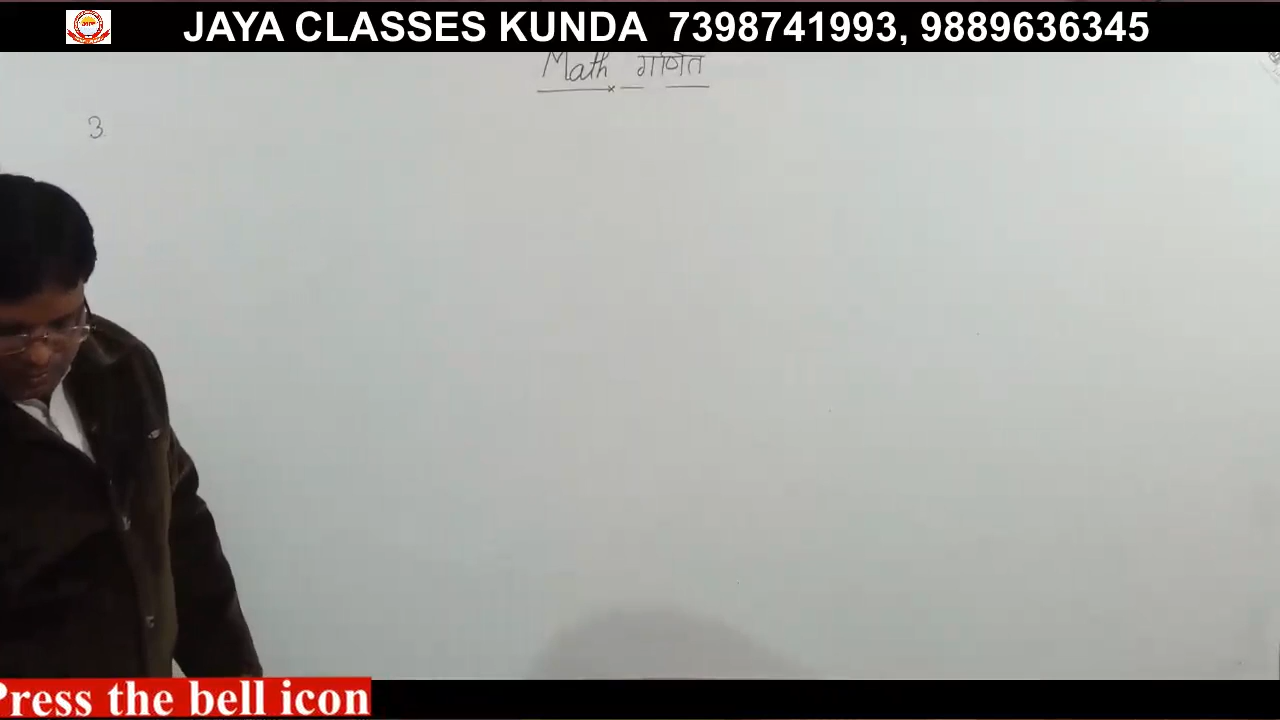 JAYA CLASSES KUNDA 7398741993, 9889636345
Math गणित
3
Press the bell icon